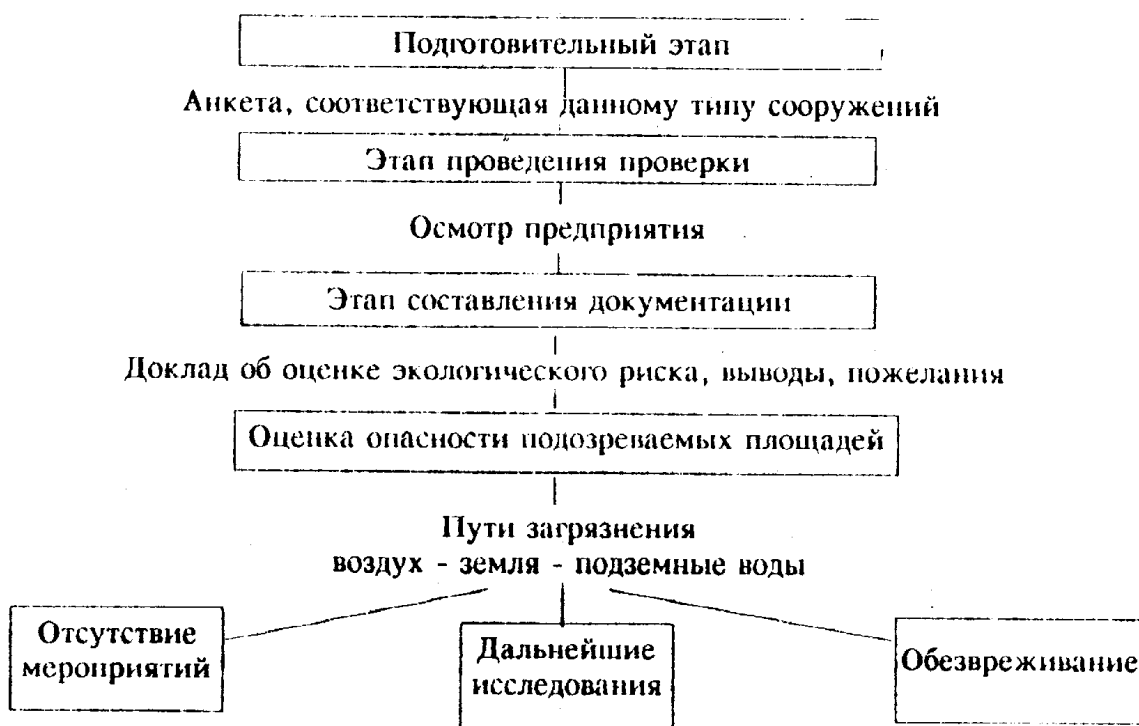 Подготовительный этап
Анкета, соответствующая данному типу сооружений
Этап проведения проверки
Осмотр предприятия
Этап составления документации
Доклад об оценке экологического риска, выводы, пожелания
Оценка опасности подозреваемых площадей
Пути загрязнения
воздух - земля - подземные воды
Отсутствие
мероприятий
Дальнейшие
исследования
Обезвреживание